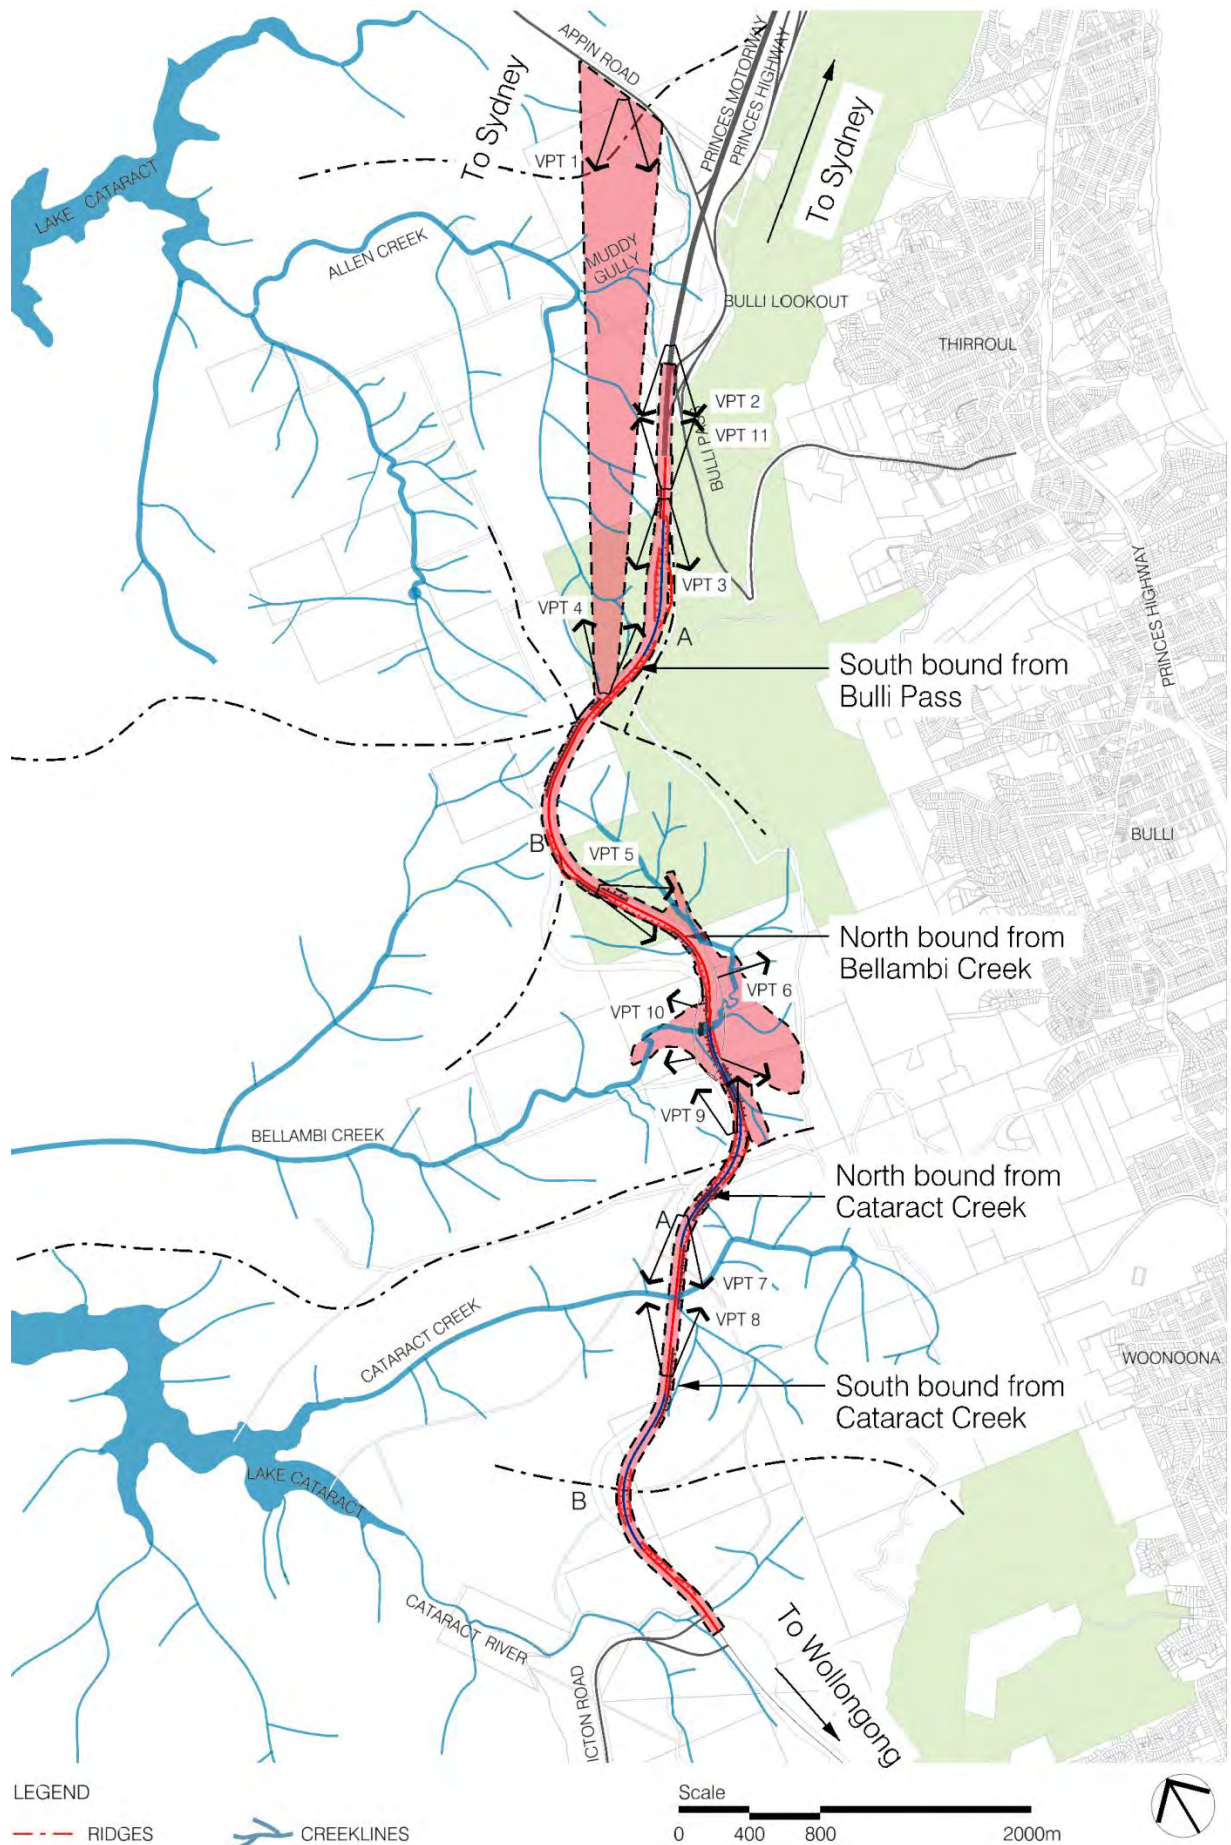 APPIN ROAD
To Sydney
PRINCES MOTORWAY
PRINCES HIGHWAY
To Sydney
VPT 1
LAKE CATARACT
ALLEN CREEK
MUDDY
GULLY
BULLI LOOKOUT
THIRROUL
VPT 2
VPT 11
BULLI PASS
PRINCES HIGHWAY
VPT 3
VPT 4
A
South bound from
Bulli Pass
BULLI
B
VPT 5
North bound from
Bellambi Creek
VPT 6
VPT 10
VPT 9
BELLAMBI CREEK
North bound from
Cataract Creek
A
VPT 7
VPT 8
CATARACT CREEK
WOONOONA
South bound from
Cataract Creek
LAKE CATARACT
B
CATARACT RIVER
ICTON ROAD
To Wollongong
LEGEND
RIDGES
CREEKLINES
Scale
0 400 800 2000m